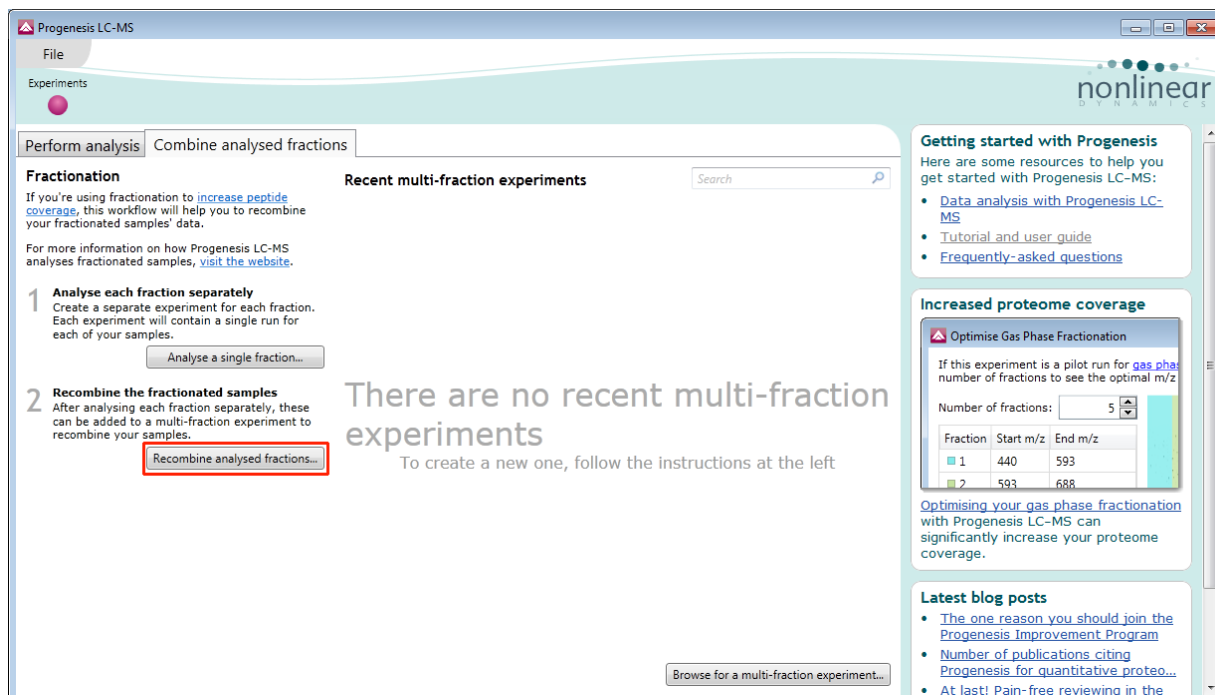 Progenesis LC-MS
File
Experiments
nonlinear
DYNAMICS
Perform analysis
Combine analysed fractions
Fractionation
If you're using fractionation to increase peptide
coverage, this workflow will help you to recombine
your fractionated samples' data.
For more information on how Progenesis LC-MS
analyses fractionated samples, visit the website.
1 Analyse each fraction separately
Create a separate experiment for each fraction.
Each experiment will contain a single run for
each of your samples.
Analyse a single fraction...
2 Recombine the fractionated samples
After analysing each fraction separately, these
can be added to a multi-fraction experiment to
recombine your samples.
Recombine analysed fractions...
Recent multi-fraction experiments
Search
There are no recent multi-fraction
experiments
To create a new one, follow the instructions at the left
Browse for a multi-fraction experiment...
Getting started with Progenesis
Here are some resources to help you
get started with Progenesis LC-MS:
• Data analysis with Progenesis LC-
MS
• Tutorial and user guide
• Frequently-asked questions
Increased proteome coverage
Optimise Gas Phase Fractionation
If this experiment is a pilot run for gas phas
number of fractions to see the optimal m/z
Number of fractions: 5
Fraction Start m/z End m/z
1 440 593
2 593 688
Optimising your gas phase fractionation
with Progenesis LC-MS can
significantly increase your proteome
coverage.
Latest blog posts
• The one reason you should join the
Progenesis Improvement Program
• Number of publications citing
Progenesis for quantitative proteo...
• At last! Pain-free reviewing in the